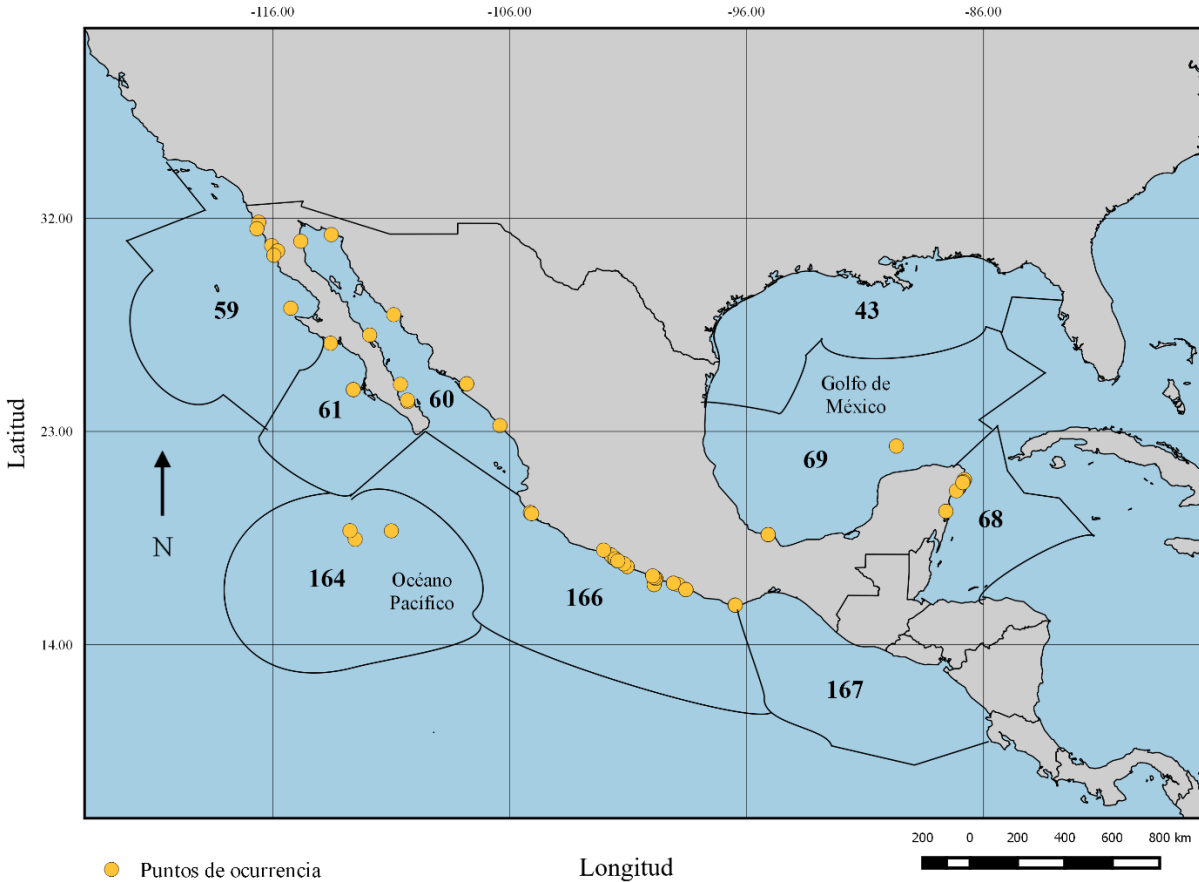 -116.00 -106.00 -96.00 -86.00
32.00
43
59
Golfo de
México
61
60
23.00
69
68
N
164
Océano
Pacífico
166
14.00
167
Latitud
200 0 200 400 600 800 km
Puntos de ocurrencia
Longitud